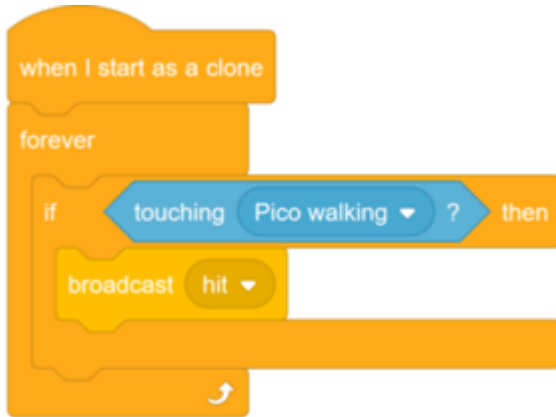 when I start as a clone
forever
if touching Pico walking ? then
broadcast hit